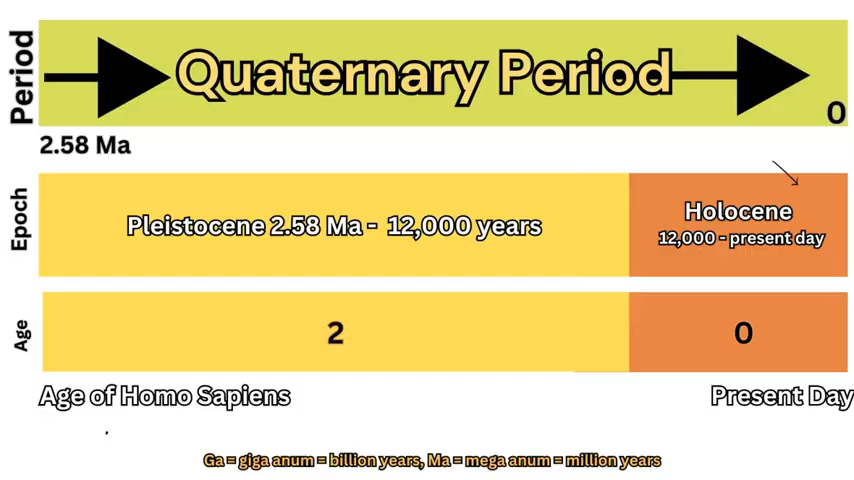 Period
Quaternary Period
0
2.58 Ma
Epoch
Pleistocene 2.58 Ma - 12,000 years
Holocene
12,000 - present day
Age
2
0
Age of Homo Sapiens
Present Day
Ga = giga anum = billion years, Ma = mega anum = million years